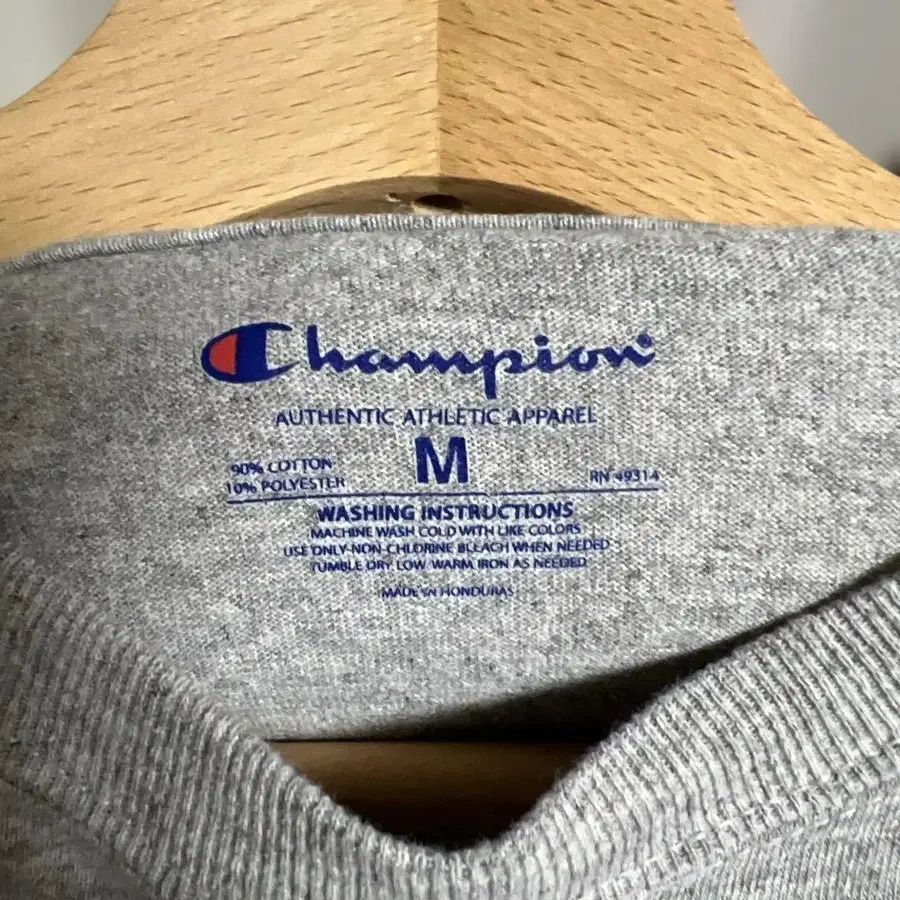 Champion
AUTHENTIC ATHLETIC APPAREL
M
90% COTTON
10% POLYESTER
RN 49314
WASHING INSTRUCTIONS
MACHINE WASH COLD WITH LIKE COLORS
USE ONLY NON-CHLORINE BLEACH WHEN NEEDED
TUMBLE DRY LOW WARM IRON AS NEEDED
MADE IN HONDURAS